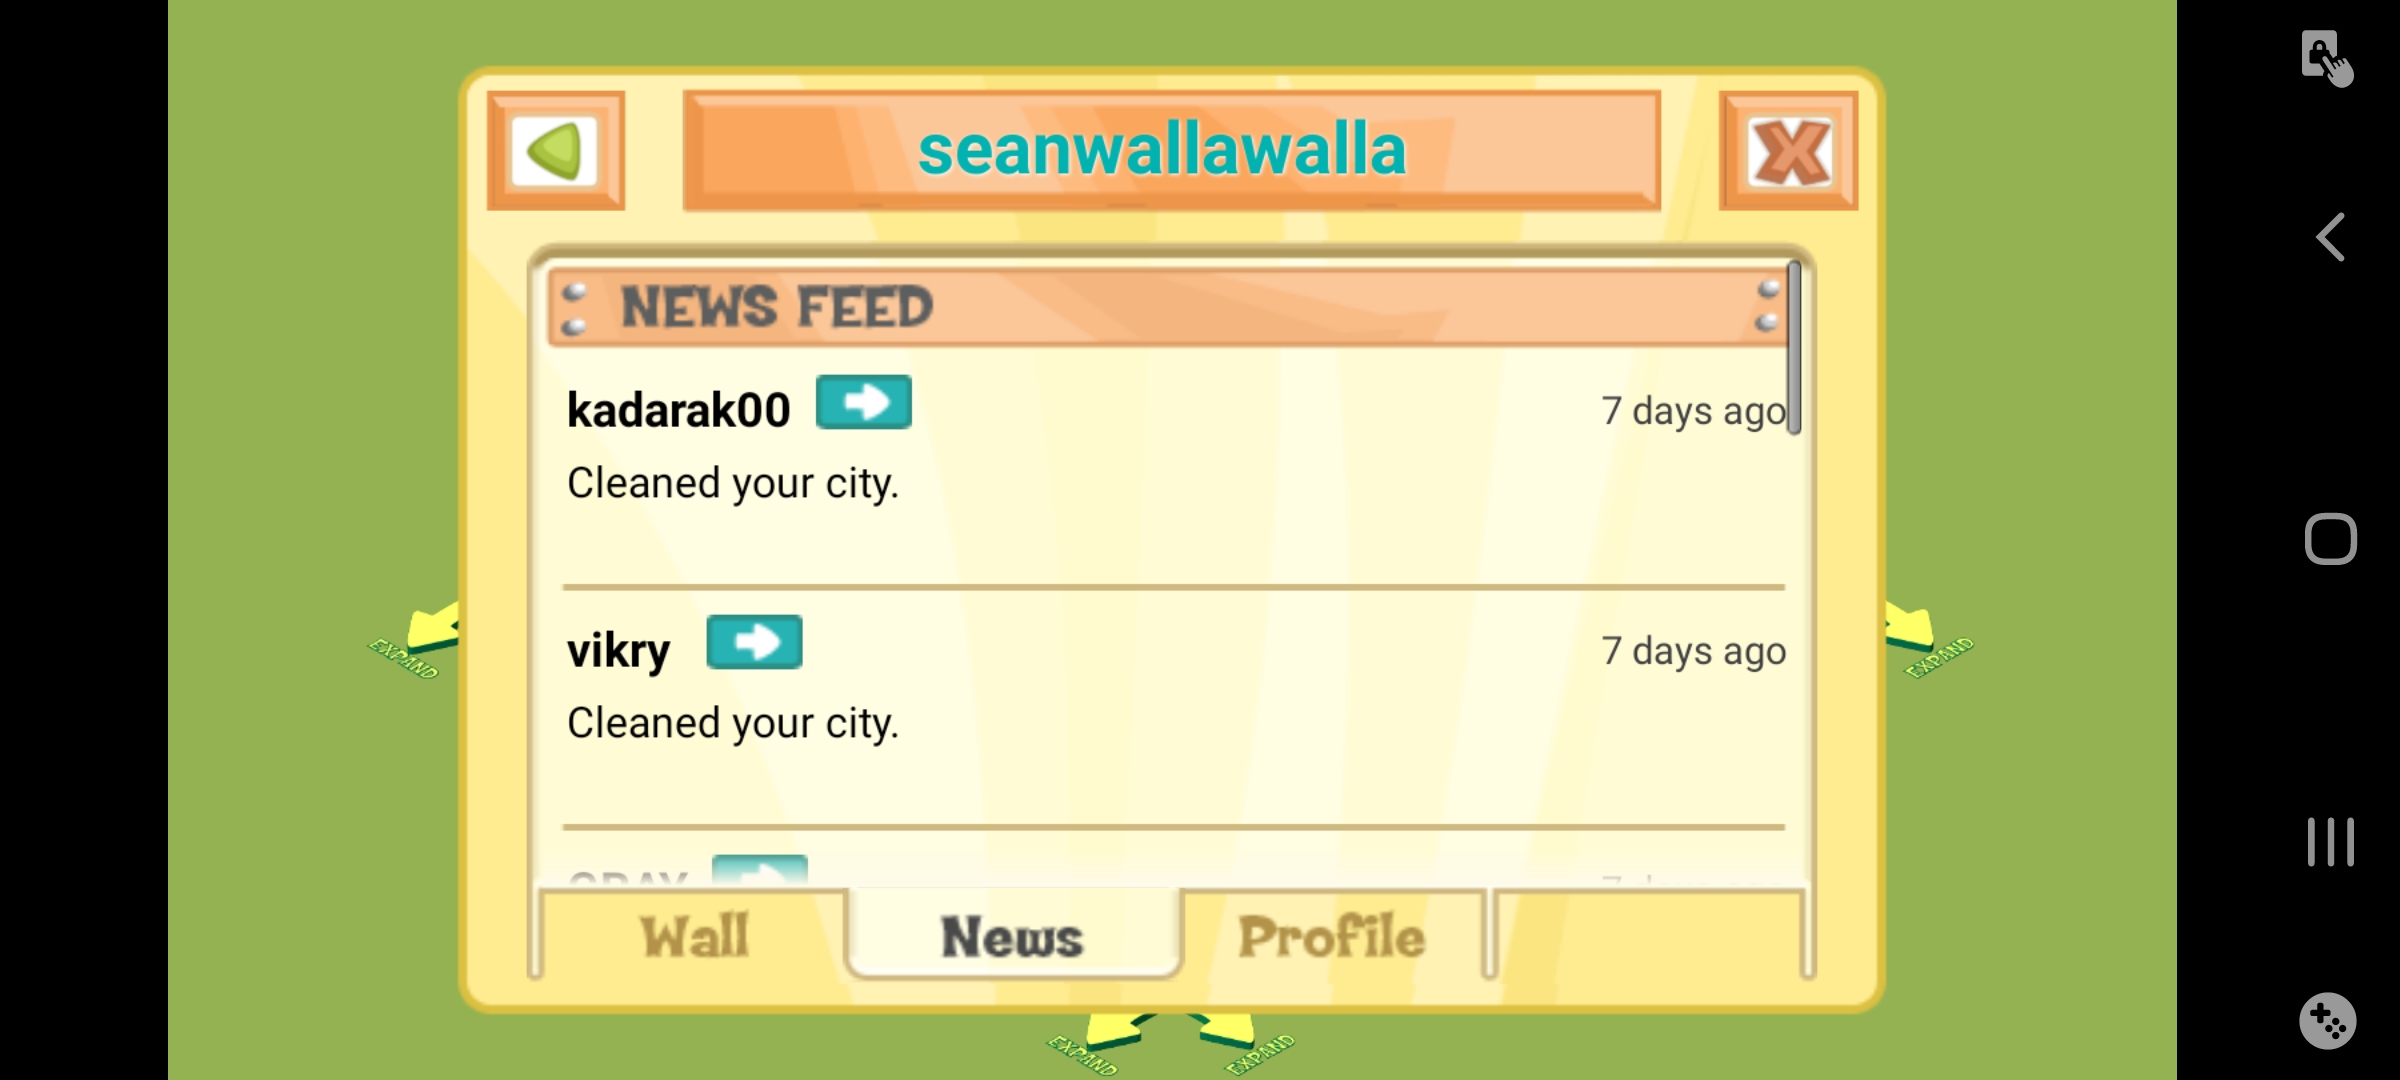 seanwallawalla
NEWS FEED
kadarak00
7 days ago
Cleaned your city.
vikry
7 days ago
Cleaned your city.
EXPAND
EXPAND
Wall
News
Profile
EXPAND
EXPAND